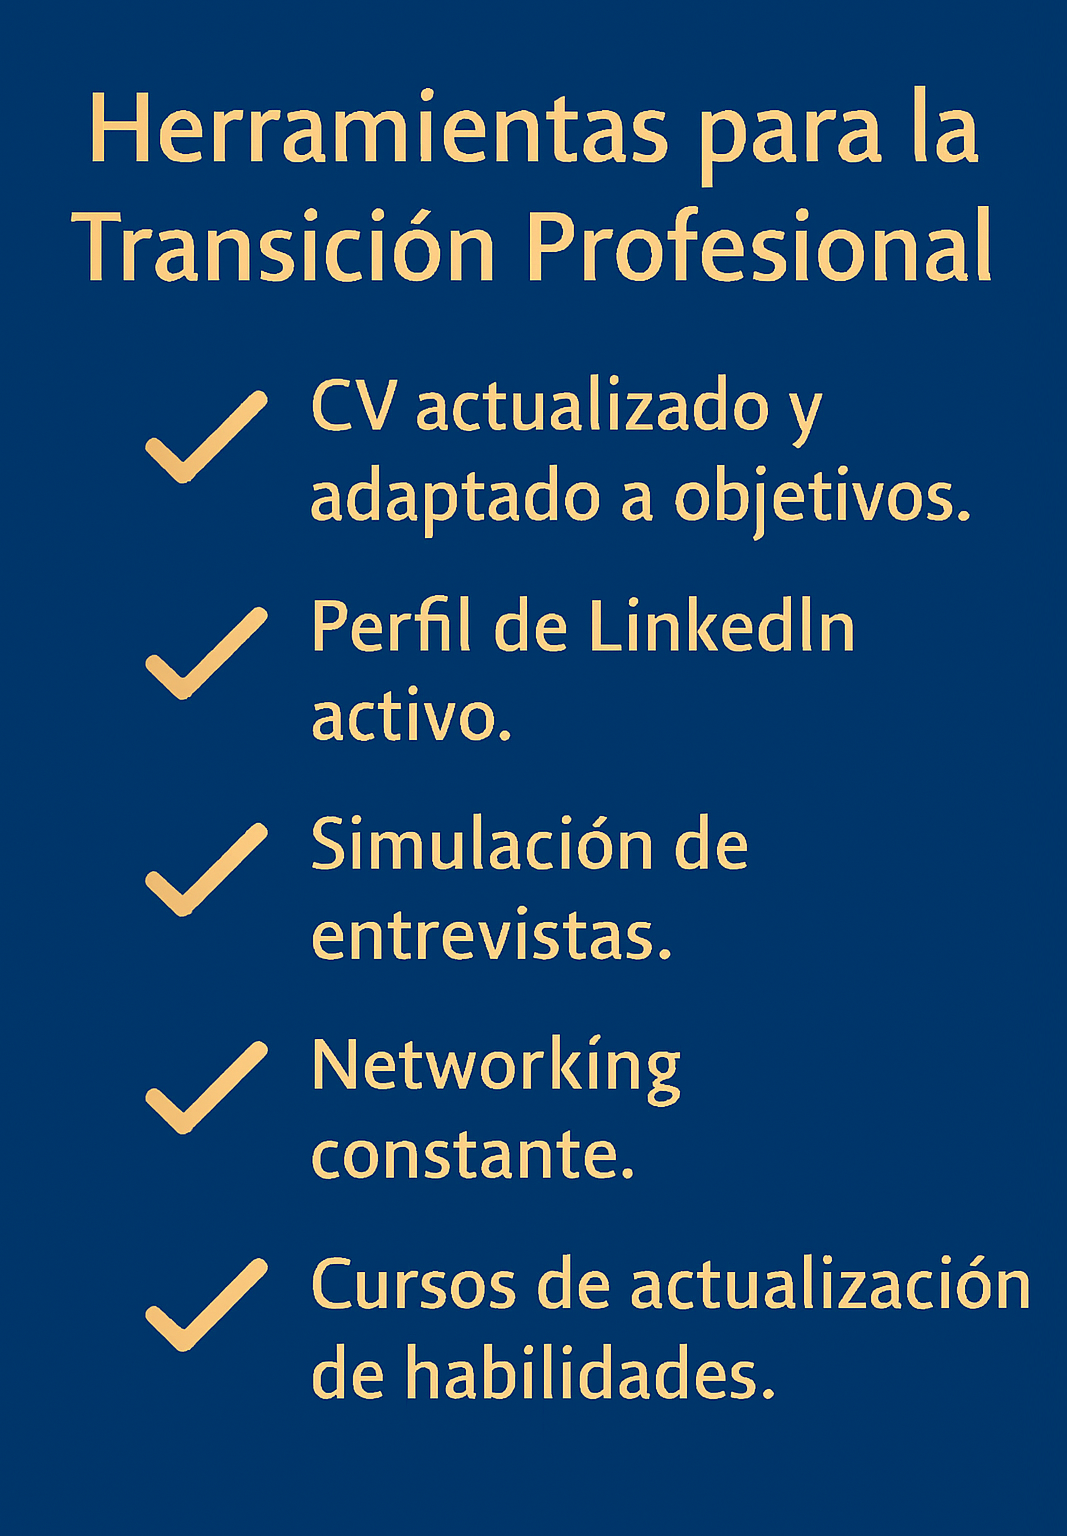 Herramientas para la
Transición Profesional
CV actualizado y
adaptado a objetivos.
Perfil de LinkedIn
activo.
Simulación de
entrevistas.
Networkíng
constante.
Cursos de actualización
de habilidades.